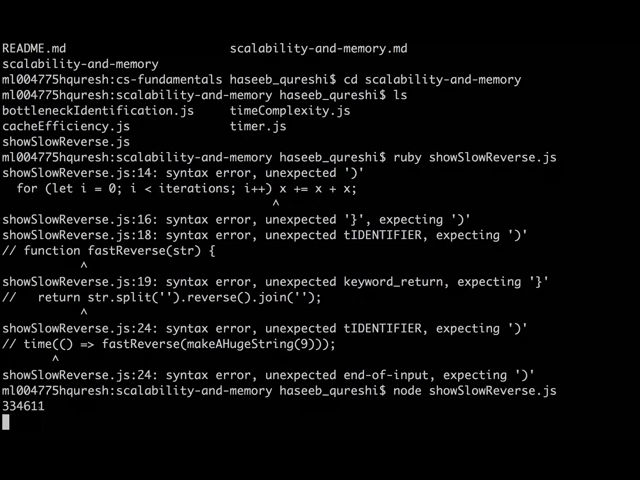 README.md                      scalability-and-memory.md
scalability-and-memory
ml004775hquresh:cs-fundamentals haseeb_qureshi$ cd scalability-and-memory
ml004775hquresh:scalability-and-memory haseeb_qureshi$ ls
bottleneckIdentification.js    timeComplexity.js
cacheEfficiency.js             timer.js
showSlowReverse.js
ml004775hquresh:scalability-and-memory haseeb_qureshi$ ruby showSlowReverse.js
showSlowReverse.js:14: syntax error, unexpected ')'
  for (let i = 0; i < iterations; i++) x += x + x;
                                      ^
showSlowReverse.js:16: syntax error, unexpected '}', expecting ')'
showSlowReverse.js:18: syntax error, unexpected tIDENTIFIER, expecting ')'
// function fastReverse(str) {
           ^
showSlowReverse.js:19: syntax error, unexpected keyword_return, expecting '}'
//   return str.split('').reverse().join('');
           ^
showSlowReverse.js:24: syntax error, unexpected tIDENTIFIER, expecting ')'
// time(() => fastReverse(makeAHugeString(9)));
       ^
showSlowReverse.js:24: syntax error, unexpected end-of-input, expecting ')'
ml004775hquresh:scalability-and-memory haseeb_qureshi$ node showSlowReverse.js
334611